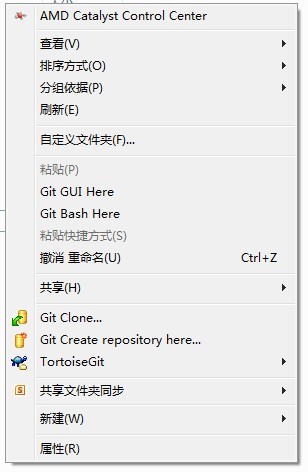 AMD Catalyst Control Center
查看(V)
排序方式(O)
分组依据(P)
刷新(E)
自定义文件夹(F)...
粘贴(P)
Git GUI Here
Git Bash Here
粘贴快捷方式(S)
撤消 重命名(U) Ctrl+Z
共享(H)
Git Clone...
Git Create repository here...
TortoiseGit
共享文件夹同步
新建(W)
属性(R)